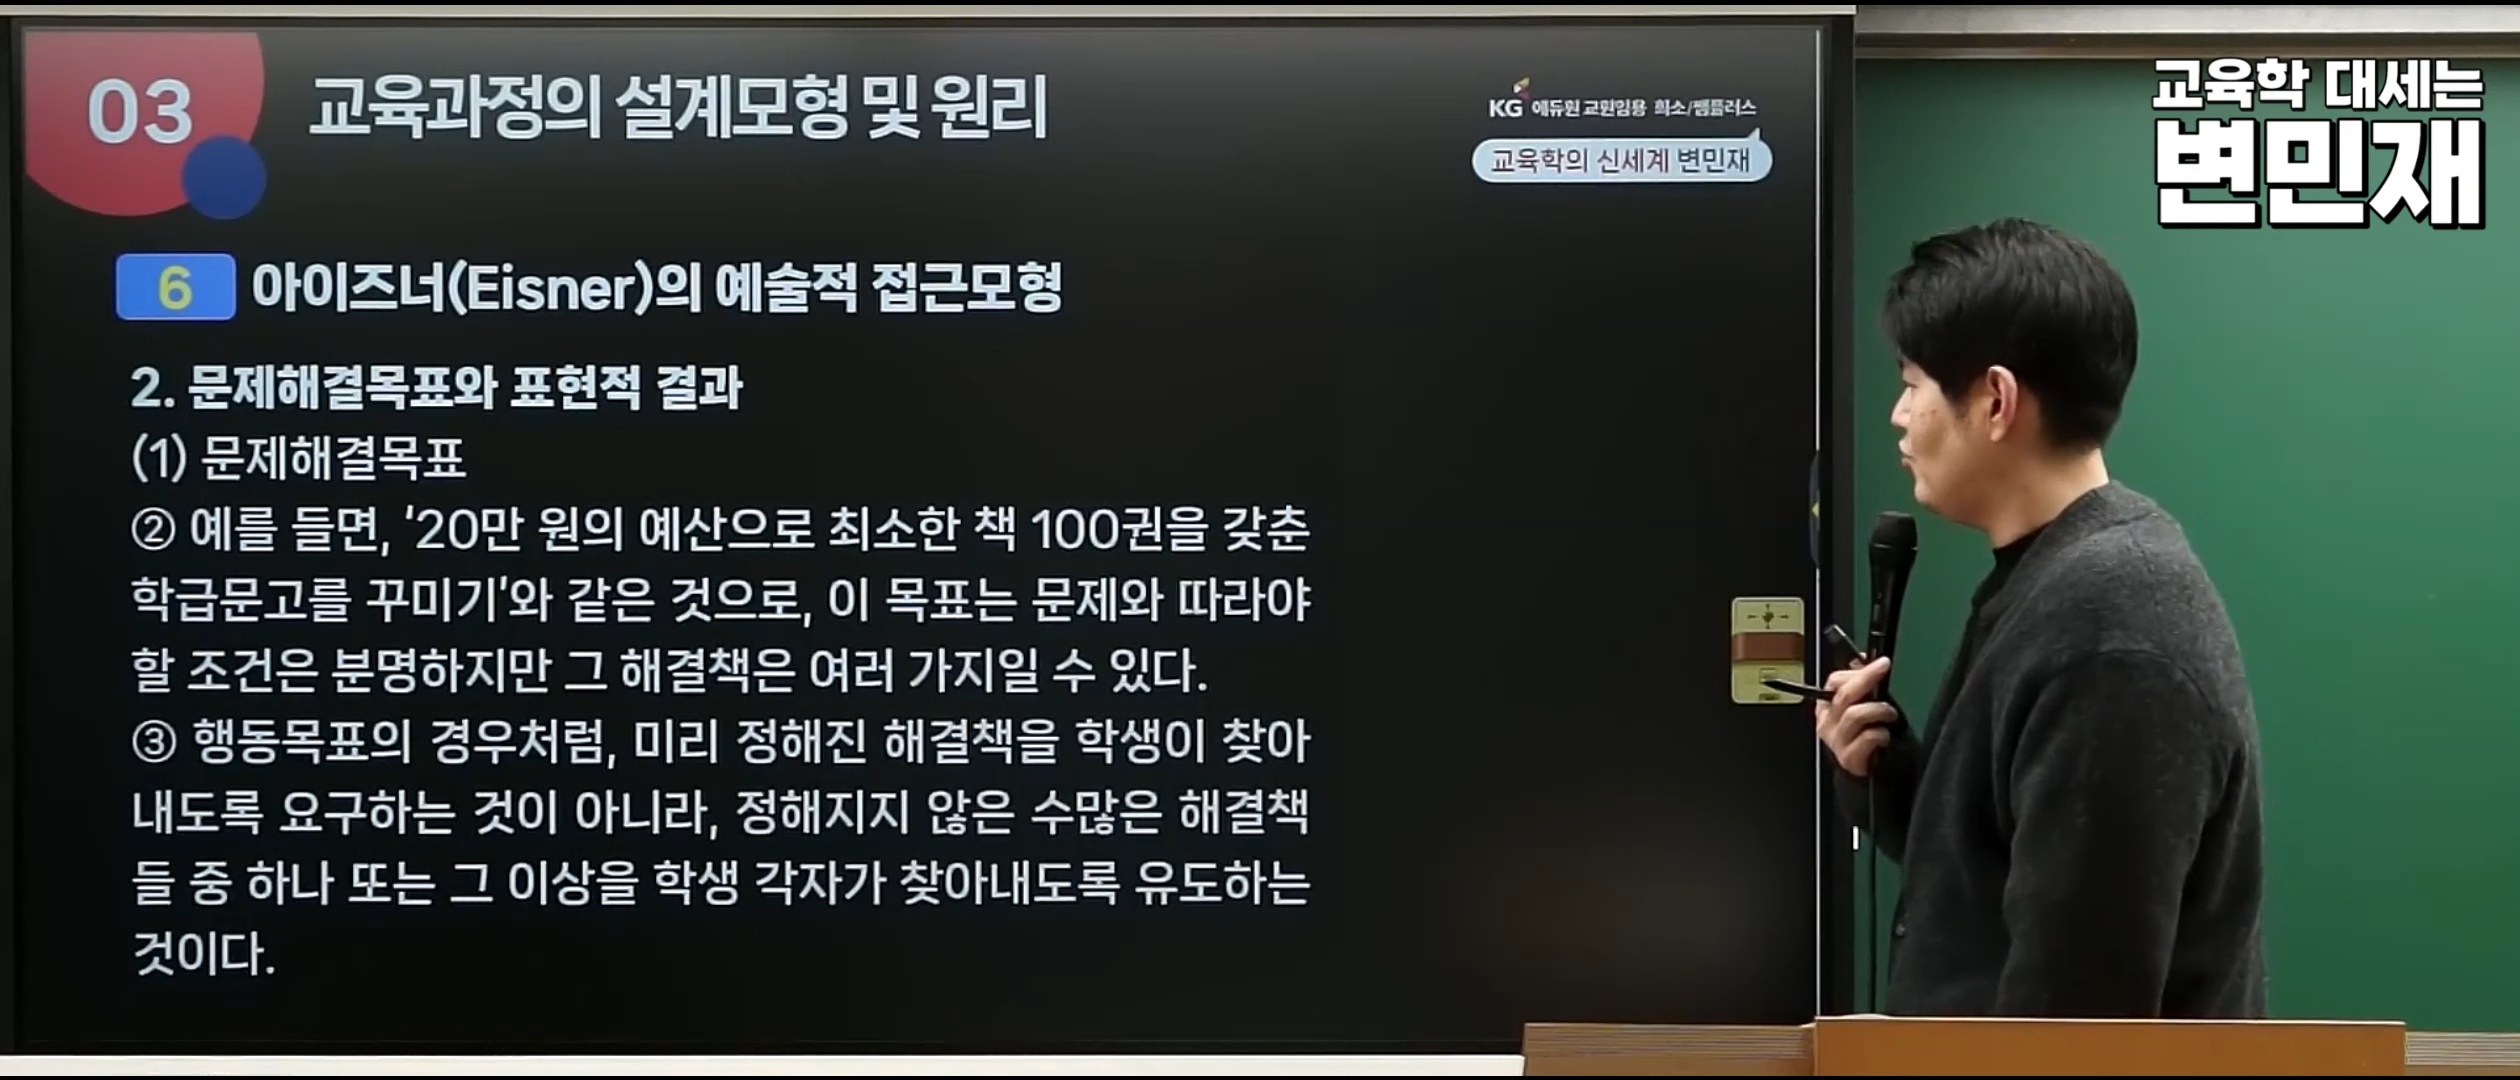 03 교육과정의 설계모형 및 원리
KG 에듀원 교원임용 희소/쌤플러스
교육학의 신세계 변민재
교육학 대세는
변민재
6 아이즈너(Eisner)의 예술적 접근모형
2. 문제해결목표와 표현적 결과
(1) 문제해결목표
② 예를 들면, '20만 원의 예산으로 최소한 책 100권을 갖춘
학급문고를 꾸미기'와 같은 것으로, 이 목표는 문제와 따라야
할 조건은 분명하지만 그 해결책은 여러 가지일 수 있다.
③ 행동목표의 경우처럼, 미리 정해진 해결책을 학생이 찾아
내도록 요구하는 것이 아니라, 정해지지 않은 수많은 해결책
들 중 하나 또는 그 이상을 학생 각자가 찾아내도록 유도하는
것이다.